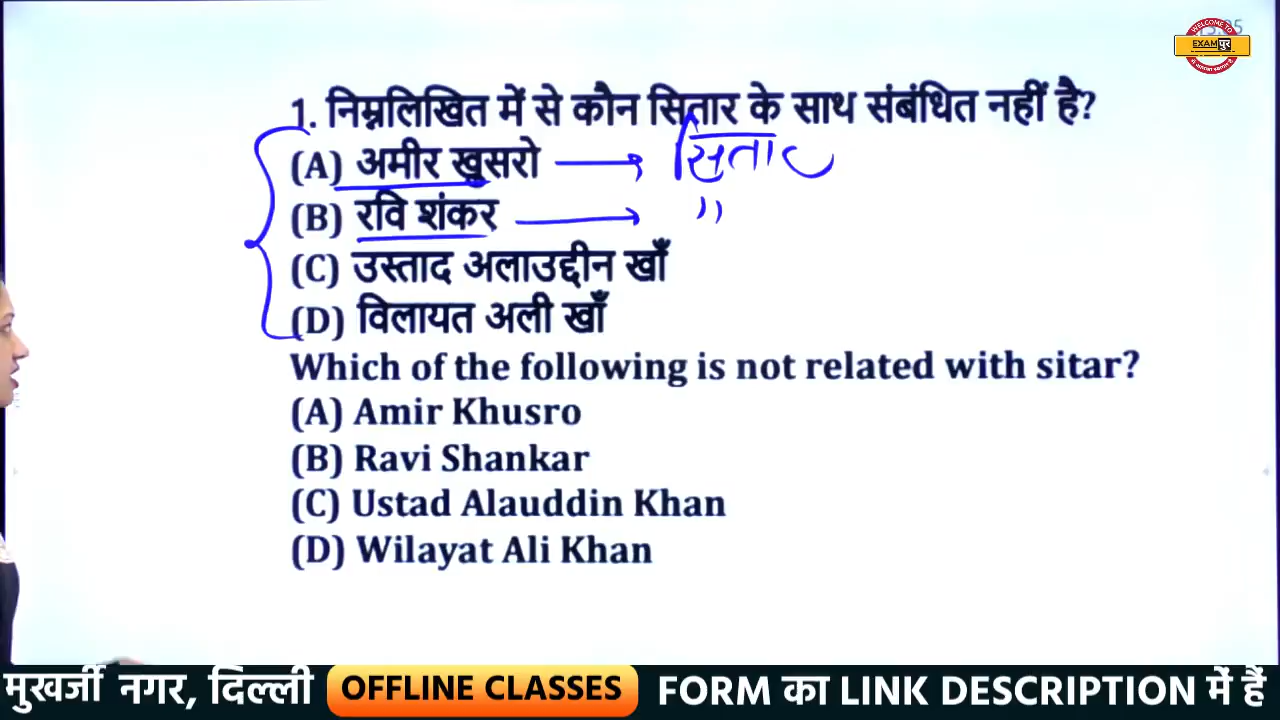 WELCOME TO
EXAMपुर
1. निम्नलिखित में से कौन सितार के साथ संबंधित नहीं है?
(A) अमीर खुसरो → सितार
(B) रवि शंकर → ,,
(C) उस्ताद अलाउद्दीन खाँ
(D) विलायत अली खाँ
Which of the following is not related with sitar?
(A) Amir Khusro
(B) Ravi Shankar
(C) Ustad Alauddin Khan
(D) Wilayat Ali Khan
मुखर्जी नगर, दिल्ली OFFLINE CLASSES FORM का LINK DESCRIPTION में हैं